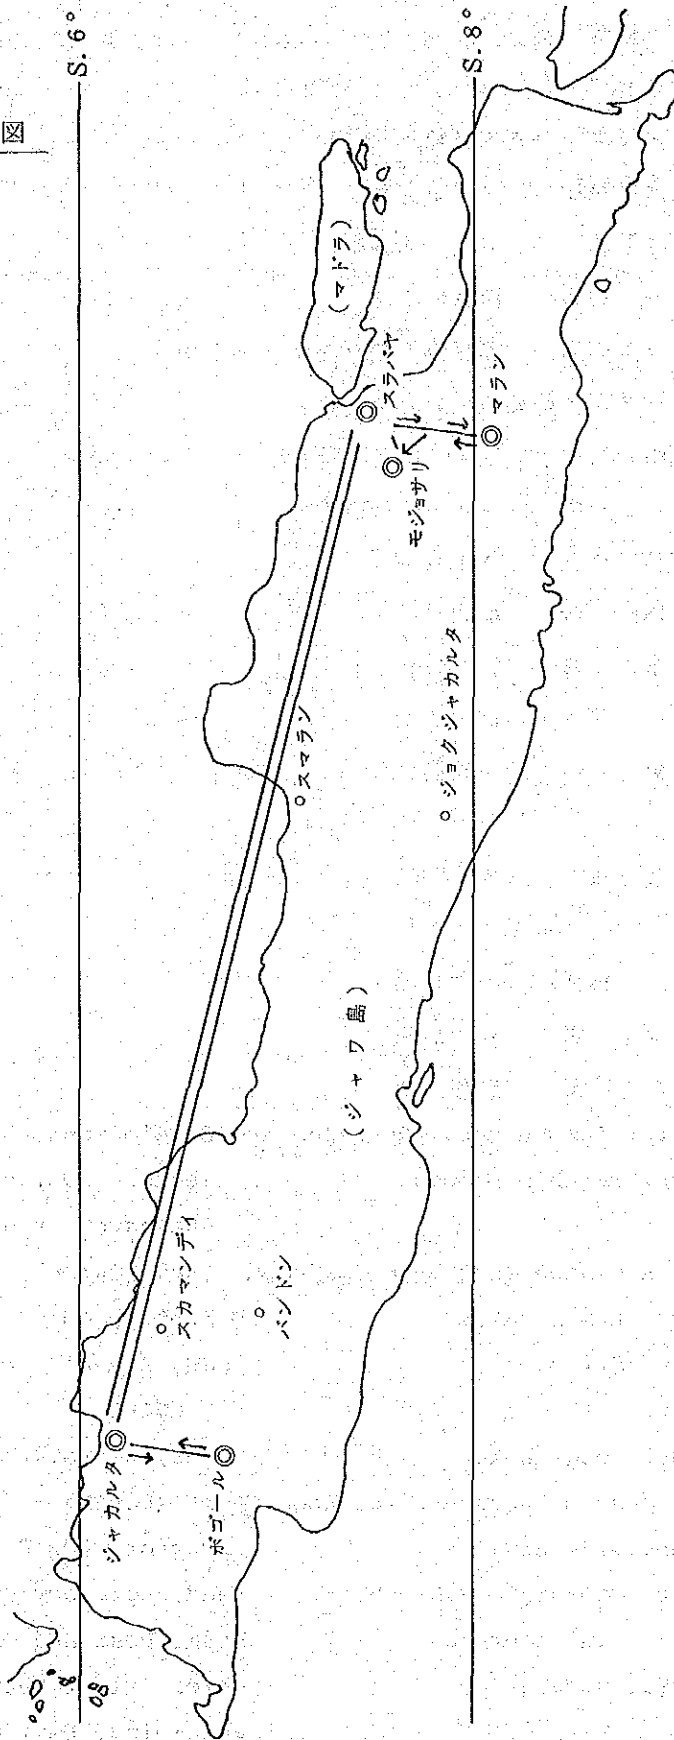 図
S. 6°
S. 8°
(マドラ)
スラバヤ
モジョサリ
マラン
スマラン
ジョクジャカルタ
(ジャワ島)
スカマンディ
バンドン
ジャカルタ
ボゴール